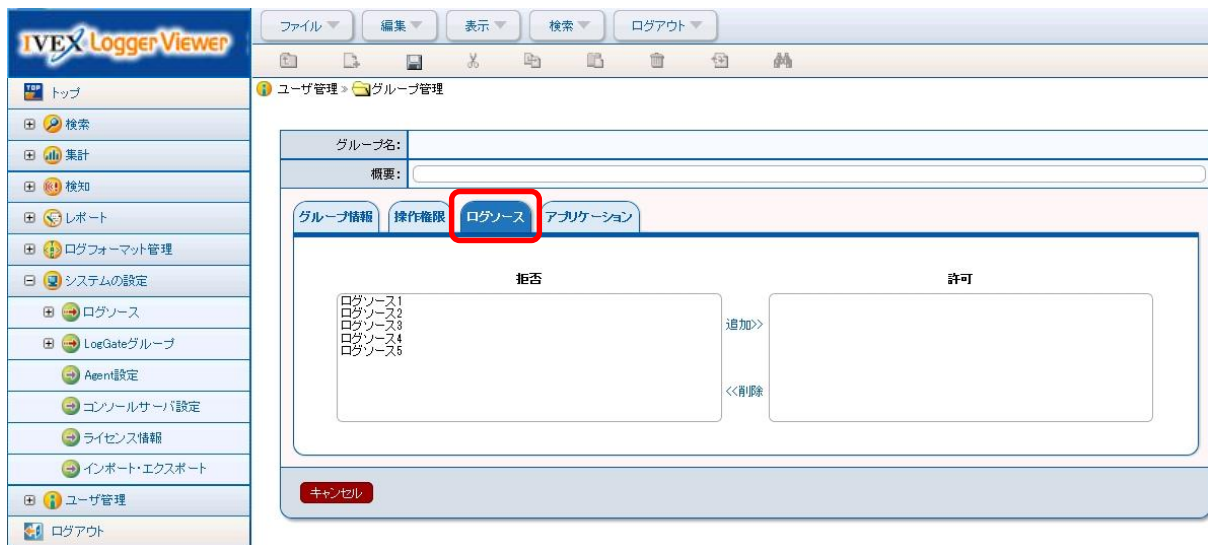 IVEX Logger Viewer
ファイル 編集 表示 検索 ログアウト
TOP トップ
検索
集計
検知
レポート
ログフォーマット管理
システムの設定
ログソース
LogGateグループ
Agent設定
コンソールサーバ設定
ライセンス情報
インポート・エクスポート
ユーザ管理
ログアウト
ユーザ管理 » グループ管理
グループ名:
概要:
グループ情報 操作権限 ログソース アプリケーション
拒否 許可
ログソース1
ログソース2
ログソース3
ログソース4
ログソース5
追加>>
<<削除
キャンセル